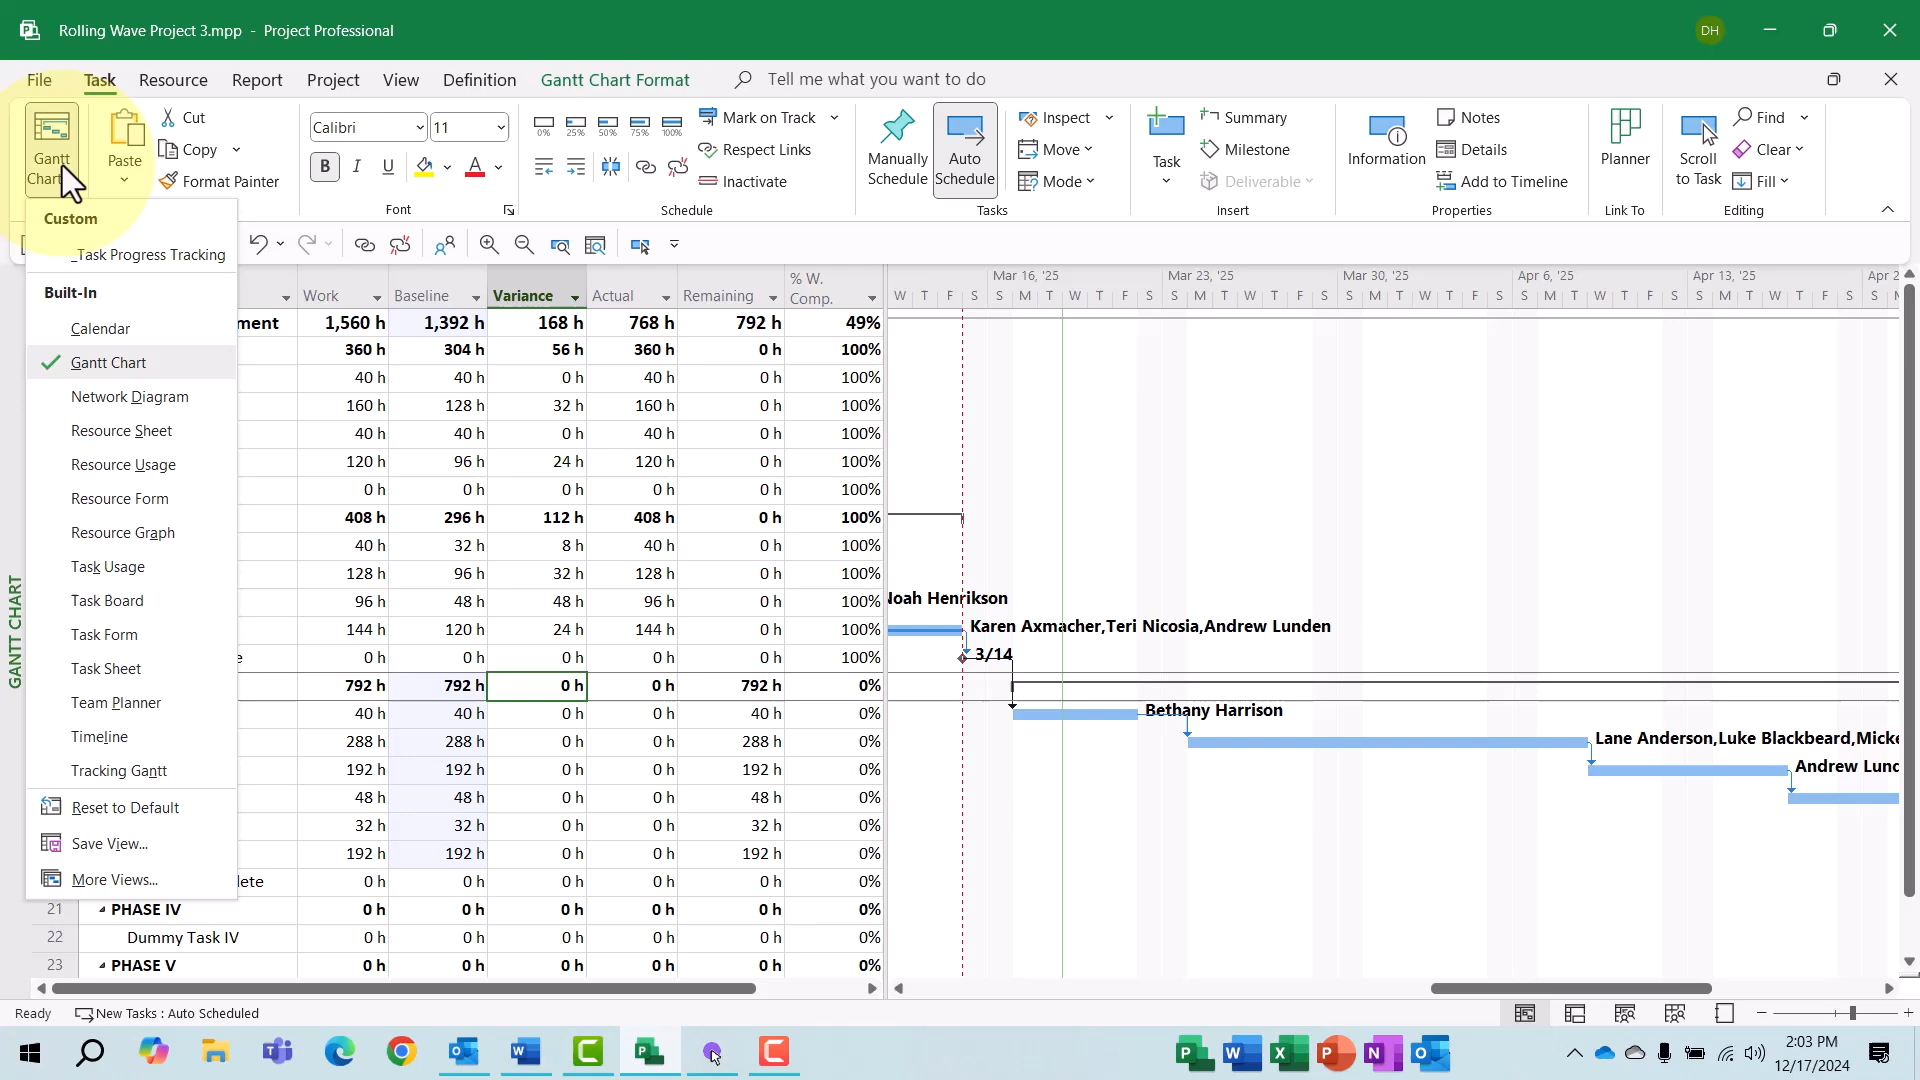 Rolling Wave Project 3.mpp - Project Professional
DH
File Task Resource Report Project View Definition Gantt Chart Format Tell me what you want to do
Gantt Chart
Paste
Cut
Copy
Format Painter
Calibri 11
B I U A
Font
0% 25% 50% 75% 100%
Mark on Track
Respect Links
Inactivate
Schedule
Manually Schedule
Auto Schedule
Inspect
Move
Mode
Tasks
Task
Summary
Milestone
Deliverable
Insert
Information
Notes
Details
Add to Timeline
Properties
Planner
Link To
Scroll to Task
Find
Clear
Fill
Editing
Custom
_Task Progress Tracking
Built-In
Calendar
Gantt Chart
Network Diagram
Resource Sheet
Resource Usage
Resource Form
Resource Graph
Task Usage
Task Board
Task Form
Task Sheet
Team Planner
Timeline
Tracking Gantt
Reset to Default
Save View...
More Views...
GANTT CHART
Work Baseline Variance Actual Remaining % W. Comp.
ment 1,560 h 1,392 h 168 h 768 h 792 h 49%
360 h 304 h 56 h 360 h 0 h 100%
40 h 40 h 0 h 40 h 0 h 100%
160 h 128 h 32 h 160 h 0 h 100%
40 h 40 h 0 h 40 h 0 h 100%
120 h 96 h 24 h 120 h 0 h 100%
0 h 0 h 0 h 0 h 0 h 100%
408 h 296 h 112 h 408 h 0 h 100%
40 h 32 h 8 h 40 h 0 h 100%
128 h 96 h 32 h 128 h 0 h 100%
96 h 48 h 48 h 96 h 0 h 100%
144 h 120 h 24 h 144 h 0 h 100%
e 0 h 0 h 0 h 0 h 0 h 100%
792 h 792 h 0 h 0 h 792 h 0%
40 h 40 h 0 h 0 h 40 h 0%
288 h 288 h 0 h 0 h 288 h 0%
192 h 192 h 0 h 0 h 192 h 0%
48 h 48 h 0 h 0 h 48 h 0%
32 h 32 h 0 h 0 h 32 h 0%
192 h 192 h 0 h 0 h 192 h 0%
lete 0 h 0 h 0 h 0 h 0 h 0%
21 PHASE IV 0 h 0 h 0 h 0 h 0 h 0%
22 Dummy Task IV 0 h 0 h 0 h 0 h 0 h 0%
23 PHASE V 0 h 0 h 0 h 0 h 0 h 0%
Mar 16, '25 Mar 23, '25 Mar 30, '25 Apr 6, '25 Apr 13, '25 Apr 2
W T F S S M T W T F S S M T W T F S S M T W T F S S M T W T F S S M T W T F S S M
Noah Henrikson
Karen Axmacher,Teri Nicosia,Andrew Lunden
3/14
Bethany Harrison
Lane Anderson,Luke Blackbeard,Micke
Andrew Lund
Ready New Tasks : Auto Scheduled
2:03 PM
12/17/2024